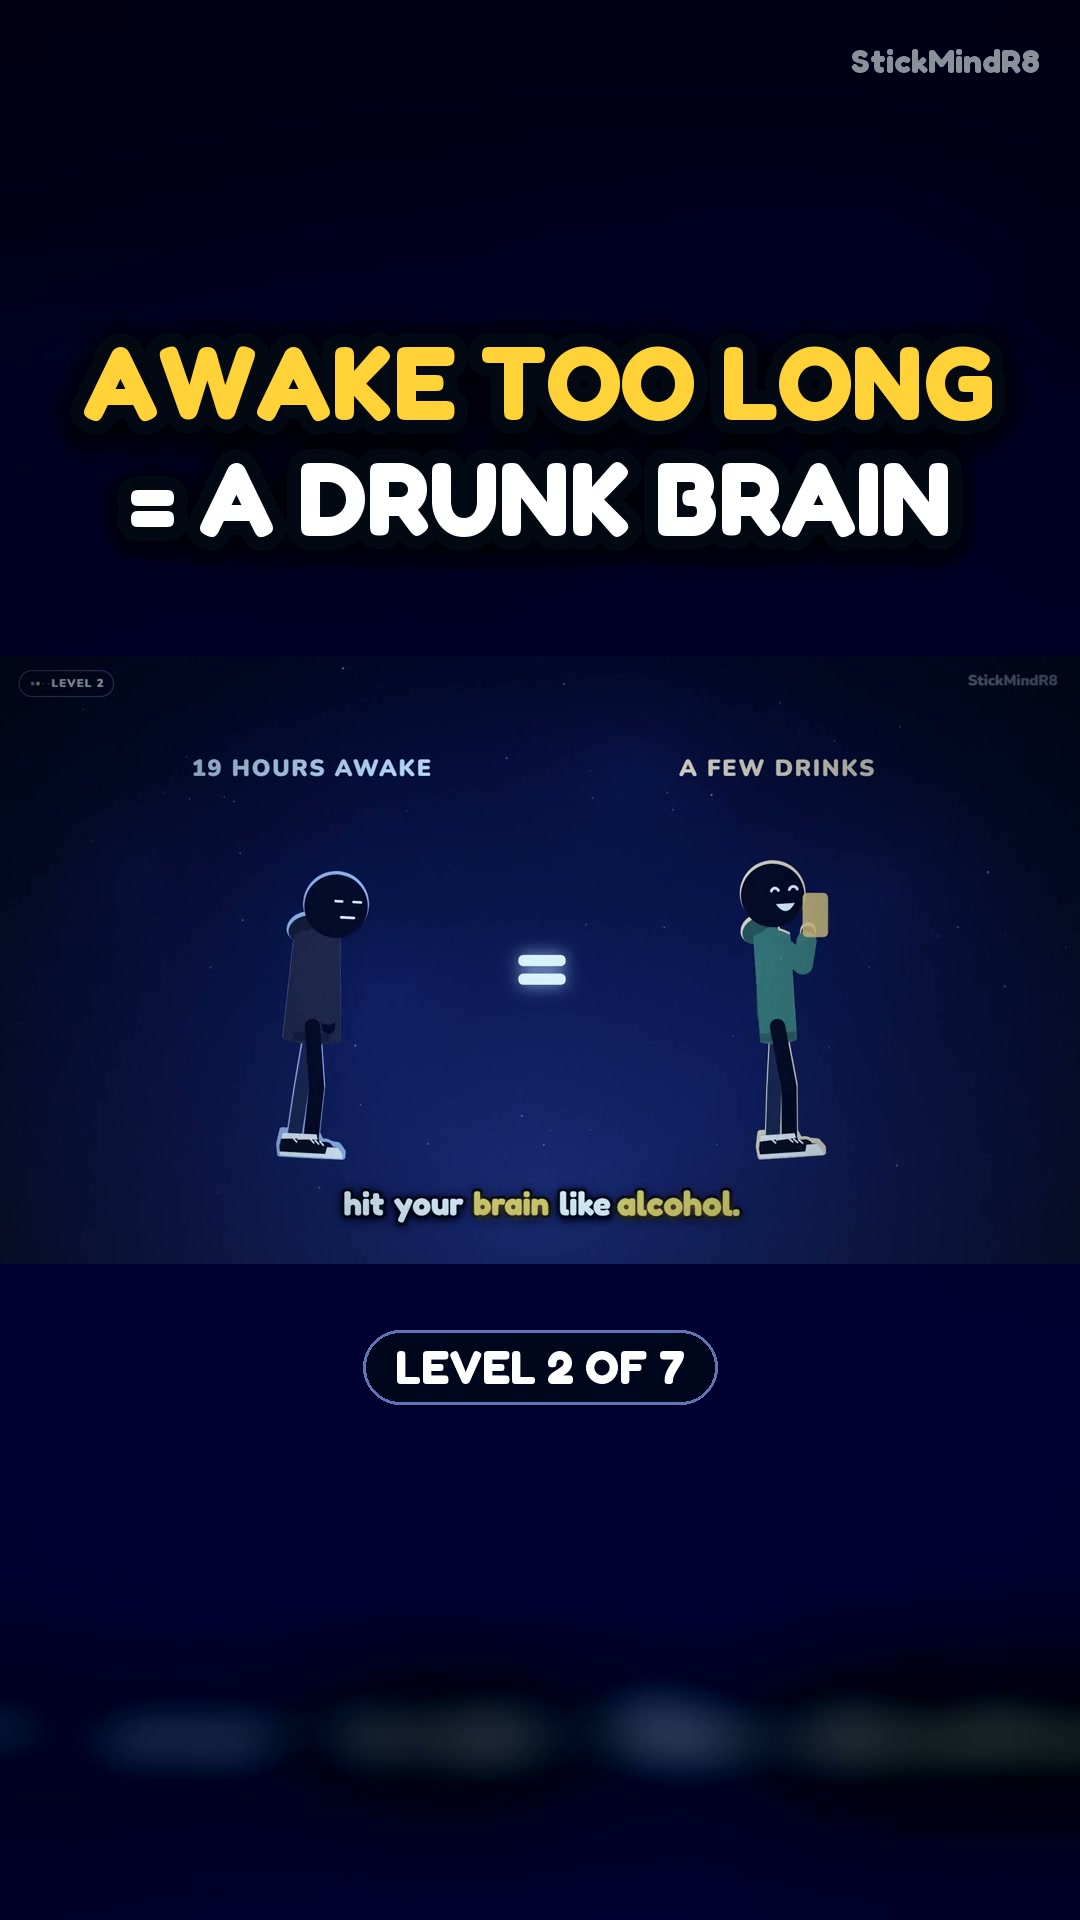 StickMindR8
AWAKE TOO LONG
= A DRUNK BRAIN
LEVEL 2
StickMindR8
19 HOURS AWAKE
A FEW DRINKS
=
hit your brain like alcohol.
LEVEL 2 OF 7